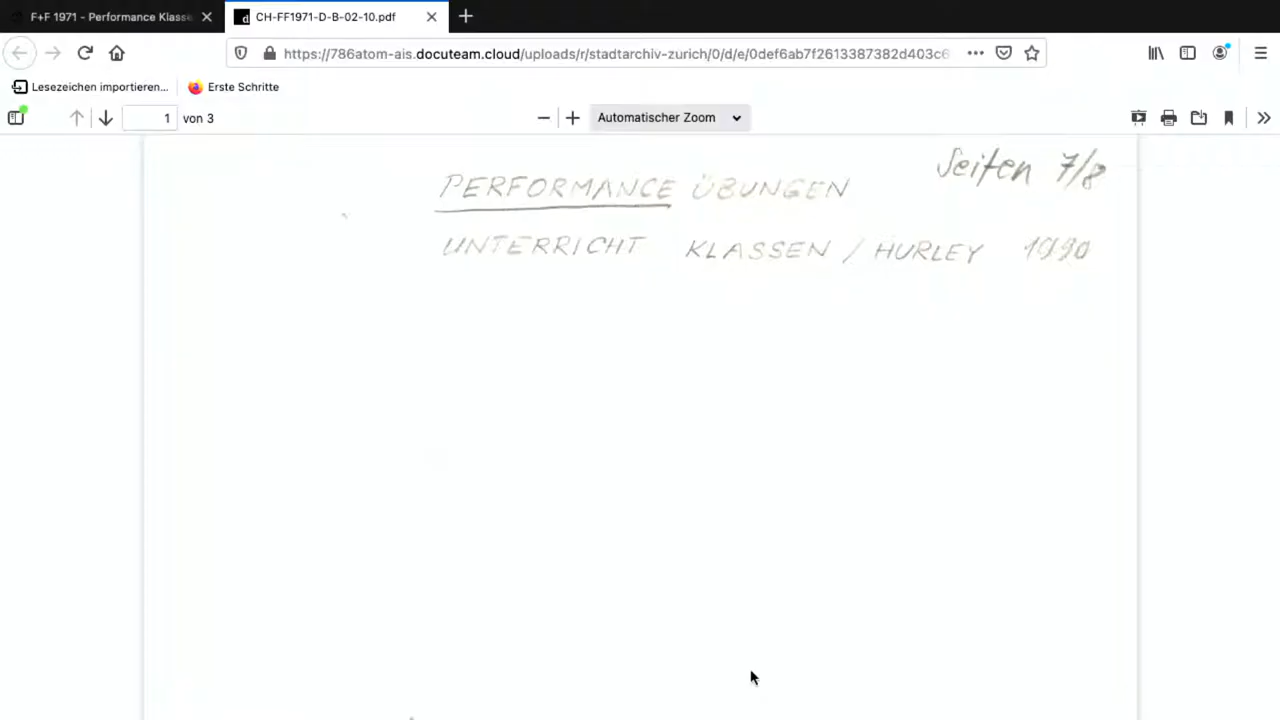 F+F 1971 - Performance Klasse
CH-FF1971-D-B-02-10.pdf
https://786atom-ais.docuteam.cloud/uploads/r/stadtarchiv-zurich/0/d/e/0def6ab7f2613387382d403c6
Lesezeichen importieren...
Erste Schritte
1 von 3
Automatischer Zoom
Seiten 7/8
PERFORMANCE ÜBUNGEN
UNTERRICHT KLASSEN / HURLEY 1990